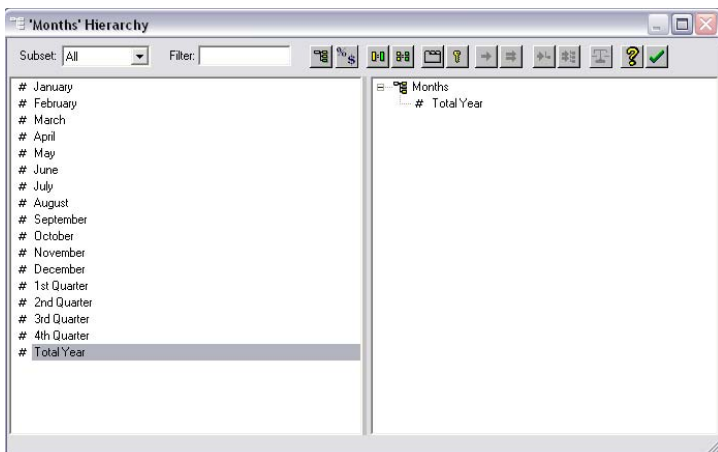 'Months' Hierarchy
Subset: All Filter:
% $
# January
# February
# March
# April
# May
# June
# July
# August
# September
# October
# November
# December
# 1st Quarter
# 2nd Quarter
# 3rd Quarter
# 4th Quarter
# Total Year
Months
# Total Year